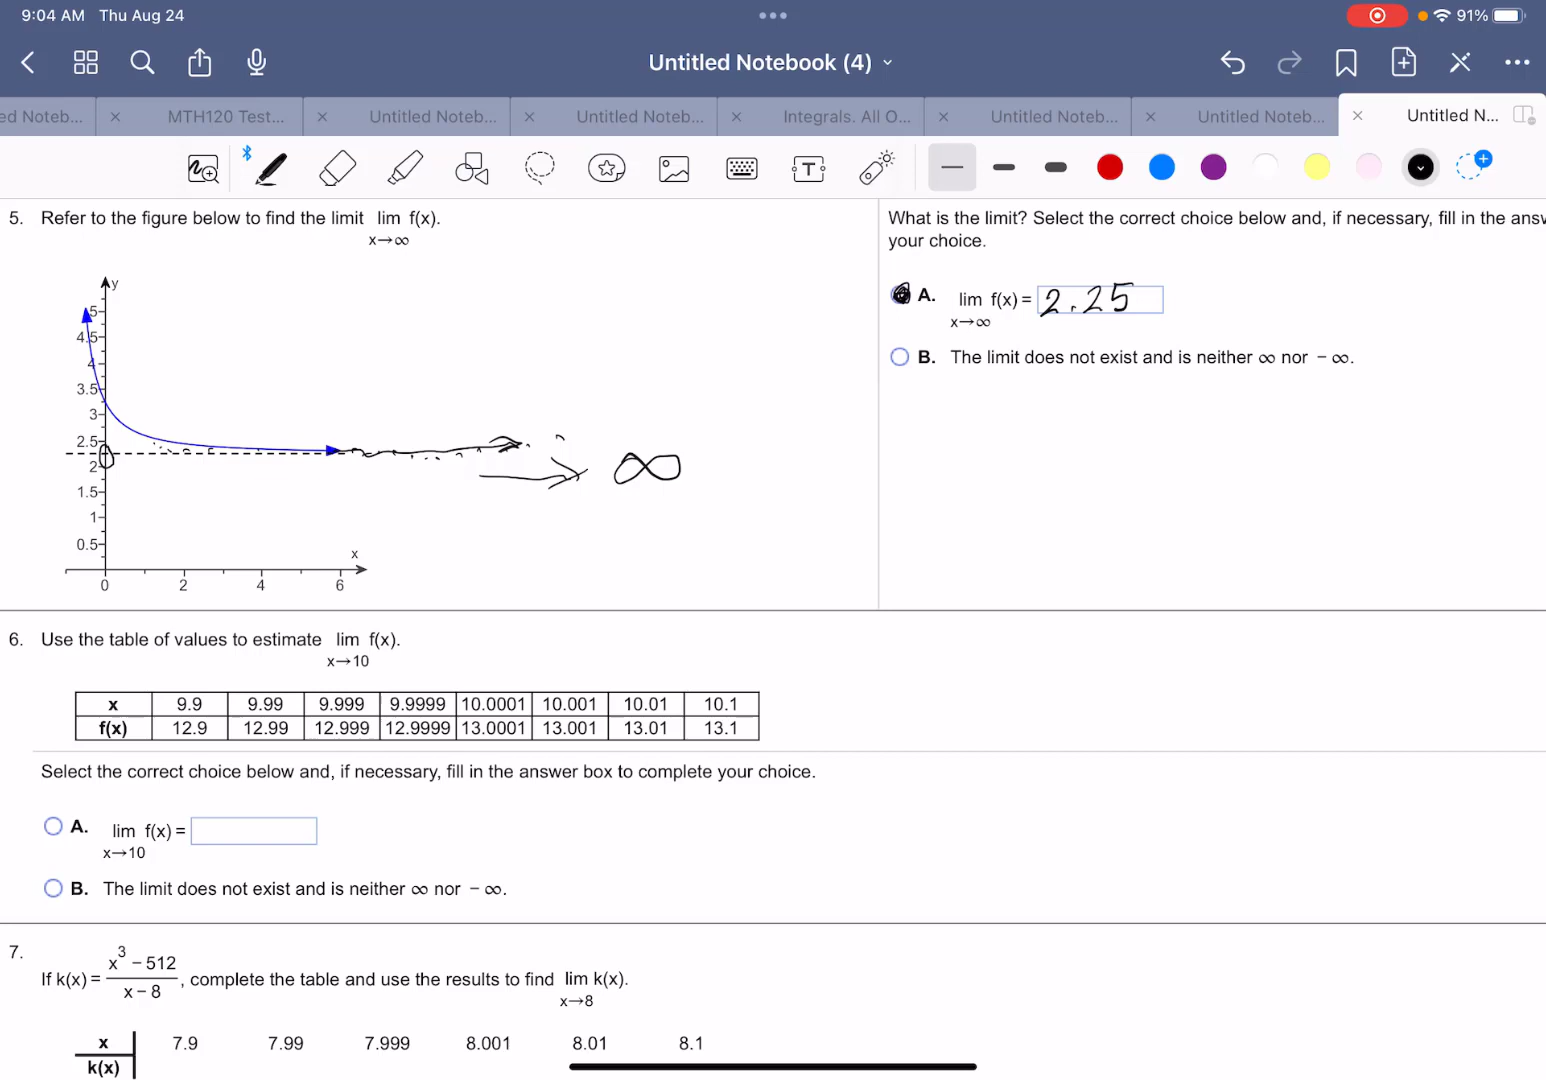 9:04 AM Thu Aug 24
91%
Untitled Notebook (4)
ed Noteb...
MTH120 Test...
Untitled Noteb...
Untitled Noteb...
Integrals. All O...
Untitled Noteb...
Untitled Noteb...
Untitled N...
T
5. Refer to the figure below to find the limit lim f(x).
x→∞
y
5
4.5
4
3.5
3
2.5
2
1.5
1
0.5
x
0 2 4 6
∞
What is the limit? Select the correct choice below and, if necessary, fill in the answ
your choice.
A. lim f(x) = 2.25
x→∞
B. The limit does not exist and is neither ∞ nor − ∞.
6. Use the table of values to estimate lim f(x).
x→10
x 9.9 9.99 9.999 9.9999 10.0001 10.001 10.01 10.1
f(x) 12.9 12.99 12.999 12.9999 13.0001 13.001 13.01 13.1
Select the correct choice below and, if necessary, fill in the answer box to complete your choice.
A. lim f(x) =
x→10
B. The limit does not exist and is neither ∞ nor − ∞.
7.
x³ − 512
If k(x) = , complete the table and use the results to find lim k(x).
x − 8
x→8
x 7.9 7.99 7.999 8.001 8.01 8.1
k(x)